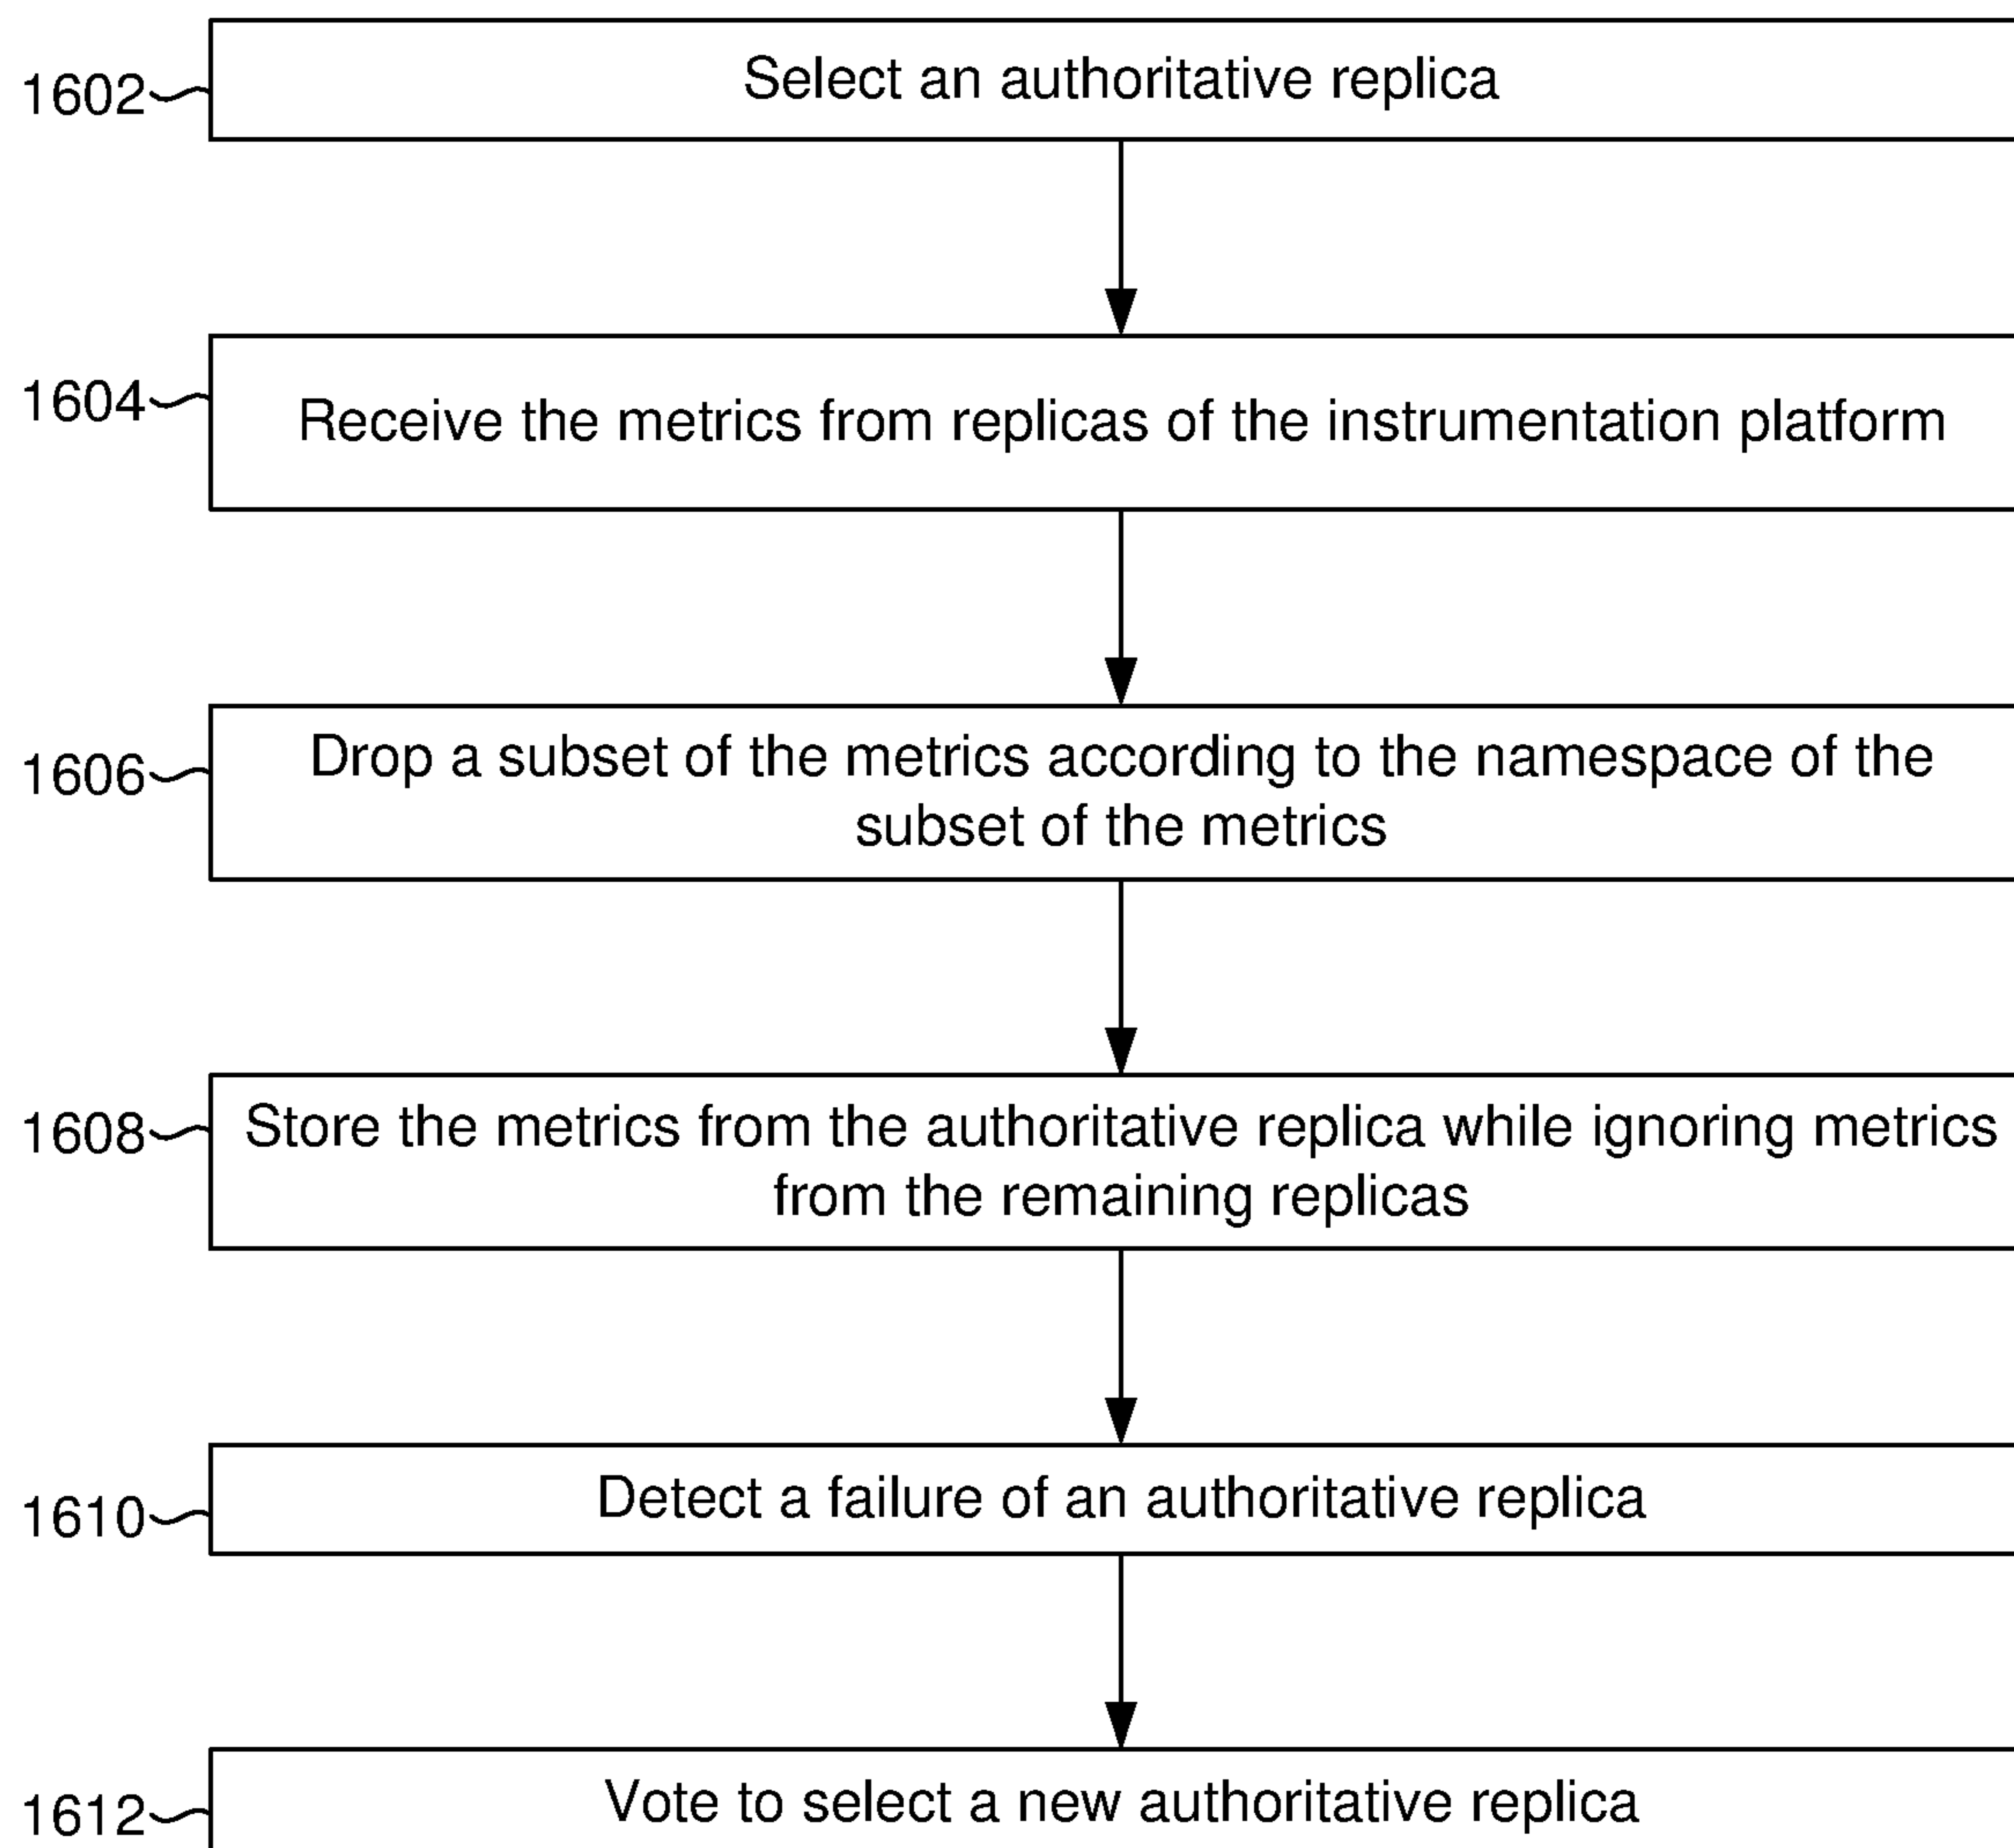 1602
Select an authoritative replica
1604
Receive the metrics from replicas of the instrumentation platform
1606
Drop a subset of the metrics according to the namespace of the
subset of the metrics
1608
Store the metrics from the authoritative replica while ignoring metrics
from the remaining replicas
1610
Detect a failure of an authoritative replica
1612
Vote to select a new authoritative replica